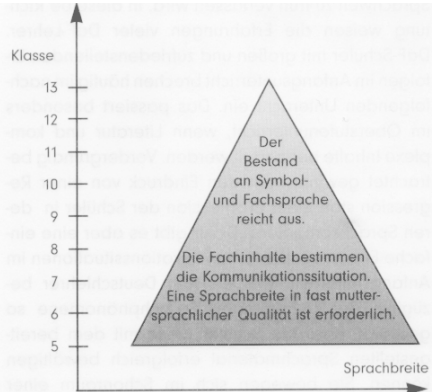 Klasse
13
12
11
10
9
8
7
6
5
Der
Bestand
an Symbol-
und Fachsprache
reicht aus.
Die Fachinhalte bestimmen
die Kommunikationssituation.
Eine Sprachbreite in fast mutter-
sprachlicher Qualität ist erforderlich.
Sprachbreite